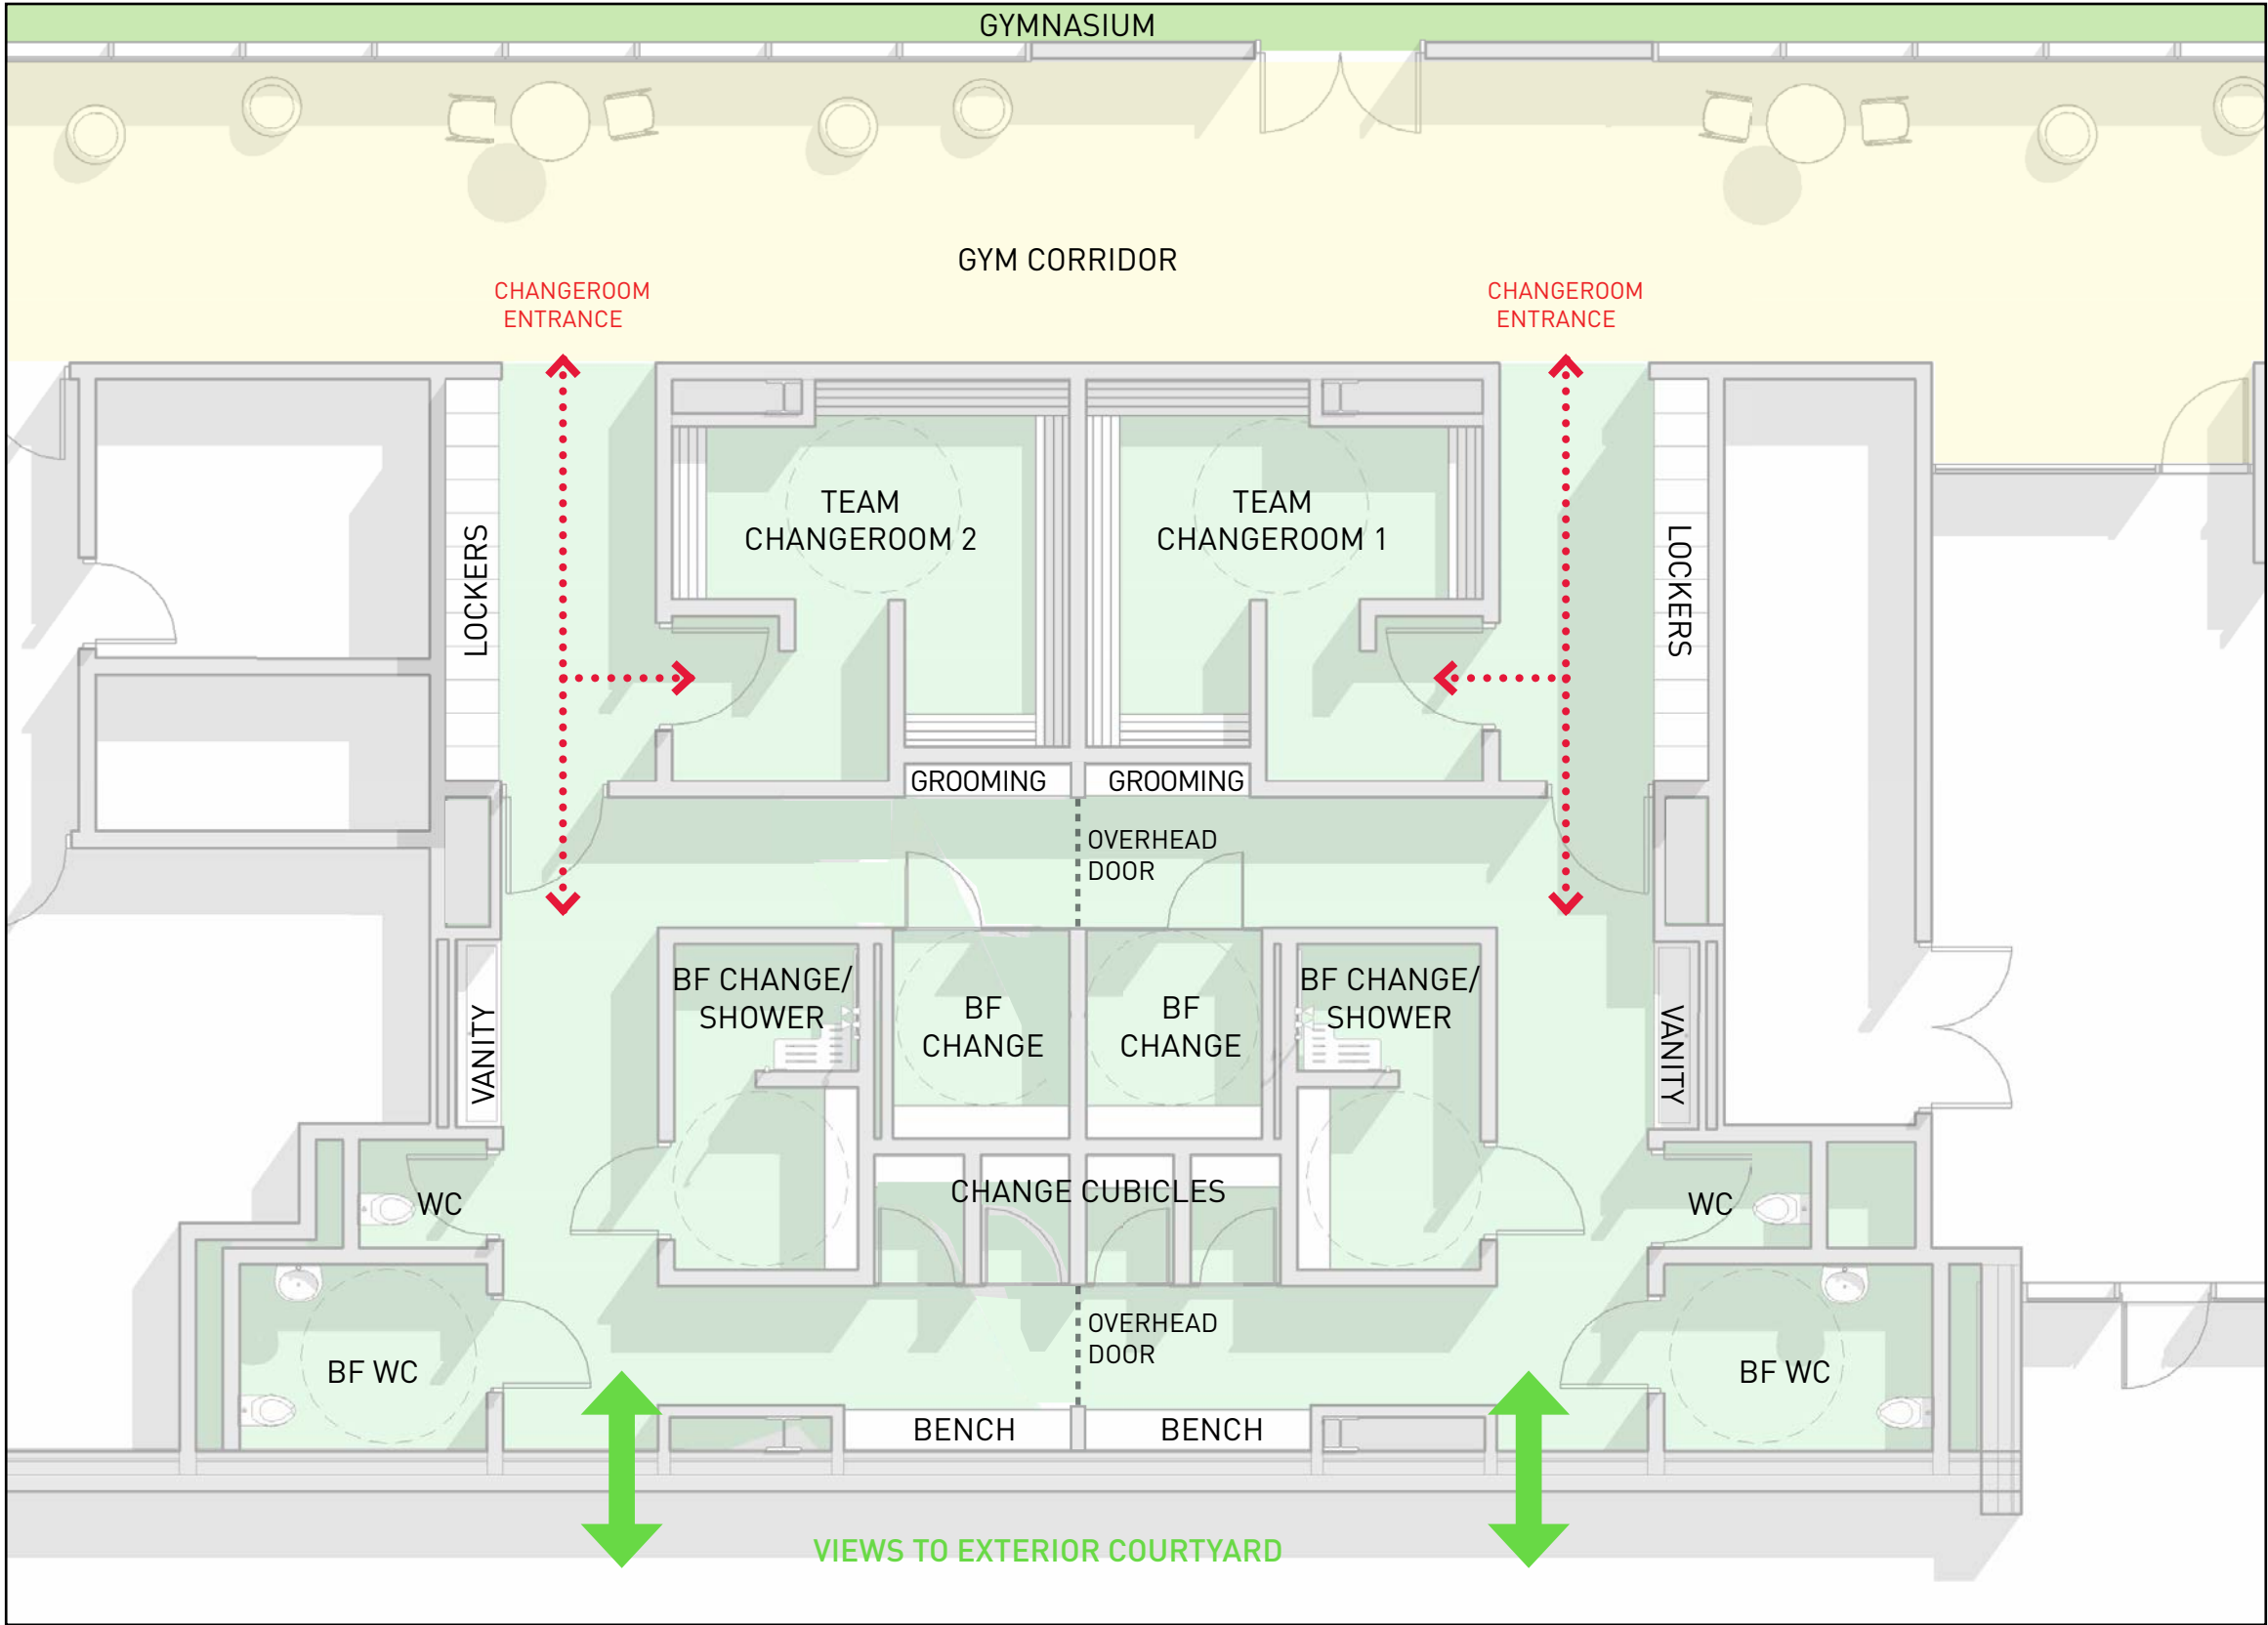 GYMNASIUM
GYM CORRIDOR
CHANGEROOM
ENTRANCE
CHANGEROOM
ENTRANCE
TEAM
CHANGEROOM 2
TEAM
CHANGEROOM 1
LOCKERS
LOCKERS
GROOMING
GROOMING
OVERHEAD
DOOR
BF CHANGE/
SHOWER
BF
CHANGE
BF
CHANGE
BF CHANGE/
SHOWER
VANITY
VANITY
WC
CHANGE CUBICLES
WC
OVERHEAD
DOOR
BF WC
BF WC
BENCH
BENCH
VIEWS TO EXTERIOR COURTYARD